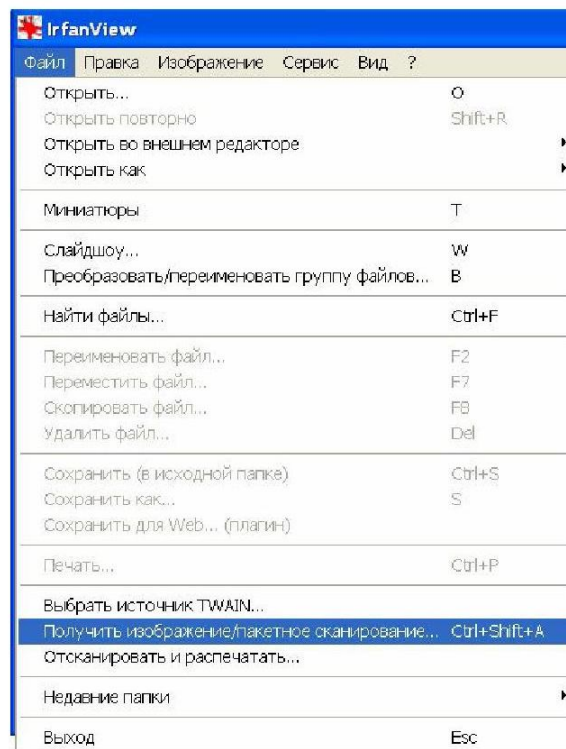 IrfanView
Файл Правка Изображение Сервис Вид ?
Открыть... O
Открыть повторно Shift+R
Открыть во внешнем редакторе
Открыть как
Миниатюры T
Слайдшоу... W
Преобразовать/переименовать группу файлов... B
Найти файлы... Ctrl+F
Переименовать файл... F2
Переместить файл... F7
Скопировать файл... F8
Удалить файл... Del
Сохранить (в исходной папке) Ctrl+S
Сохранить как... S
Сохранить для Web... (плагин)
Печать... Ctrl+P
Выбрать источник TWAIN...
Получить изображение/пакетное сканирование... Ctrl+Shift+A
Отсканировать и распечатать...
Недавние папки
Выход Esc